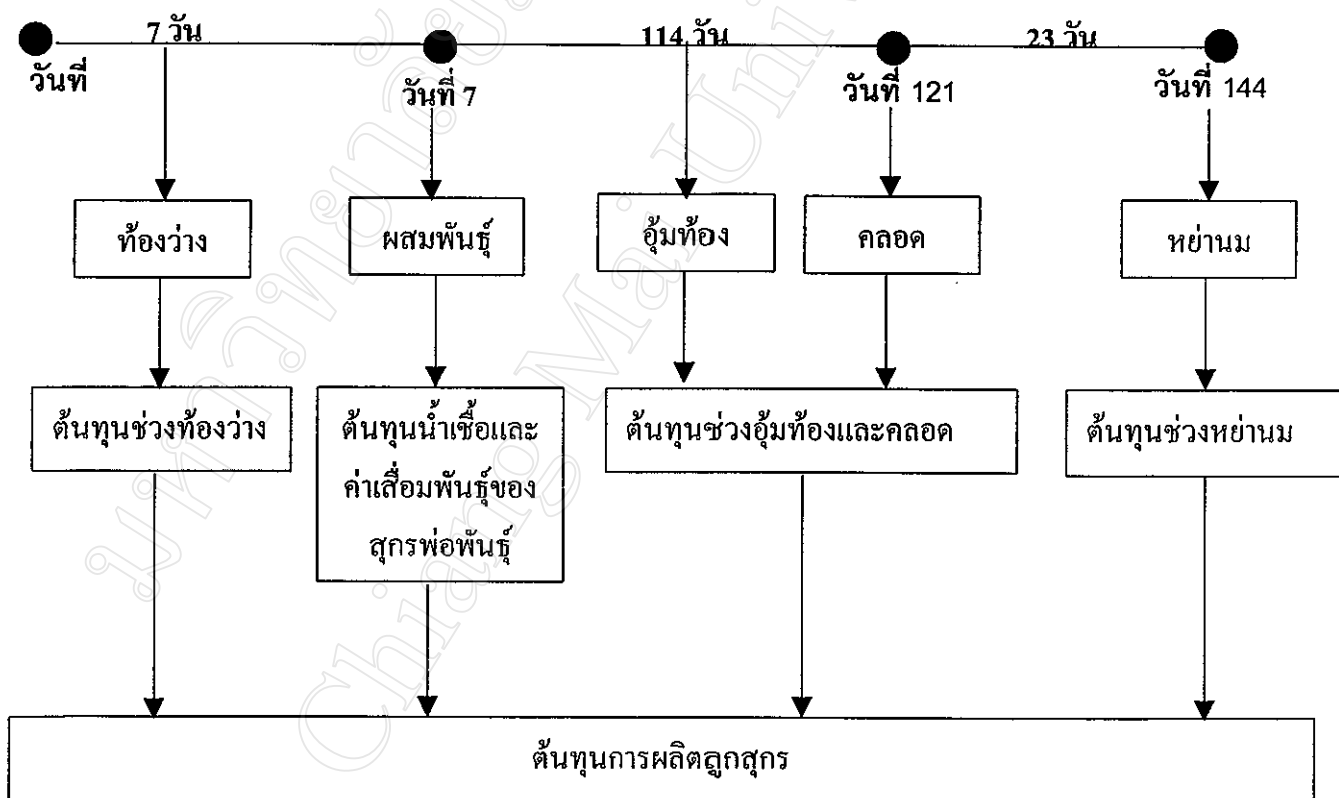 7 วัน 114 วัน 23 วัน
วันที่ วันที่ 7 วันที่ 121 วันที่ 144
ท้องว่าง ผสมพันธุ์ อุ้มท้อง คลอด หย่านม
ต้นทุนช่วงท้องว่าง
ต้นทุนน้ำเชื้อและ
ค่าเสื่อมพันธุ์ของ
สุกรพ่อพันธุ์
ต้นทุนช่วงอุ้มท้องและคลอด
ต้นทุนช่วงหย่านม
ต้นทุนการผลิตลูกสุกร
Chiang Mai Uni